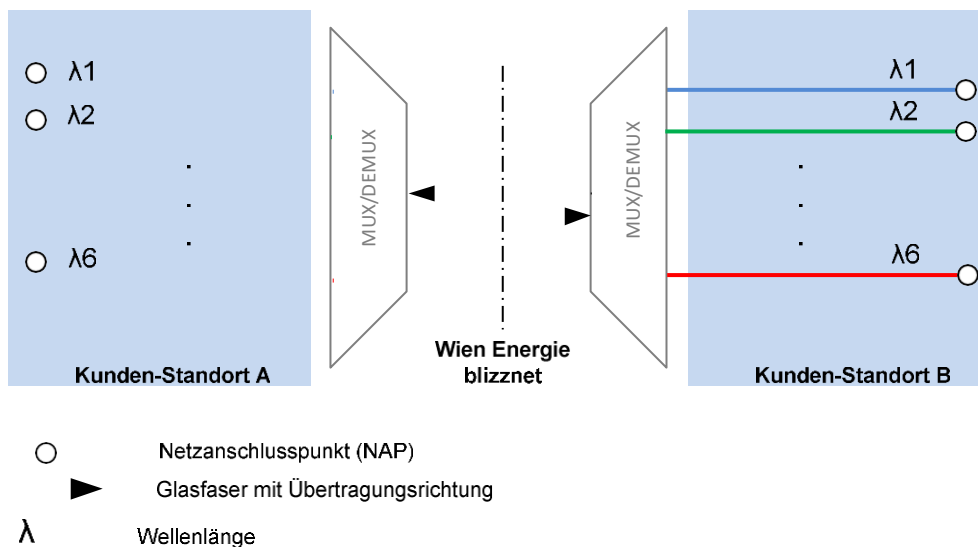 λ1
λ2
λ6
Kunden-Standort A
MUX/DEMUX
Wien Energie
blizznet
MUX/DEMUX
λ1
λ2
λ6
Kunden-Standort B
Netzanschlusspunkt (NAP)
Glasfaser mit Übertragungsrichtung
λ Wellenlänge